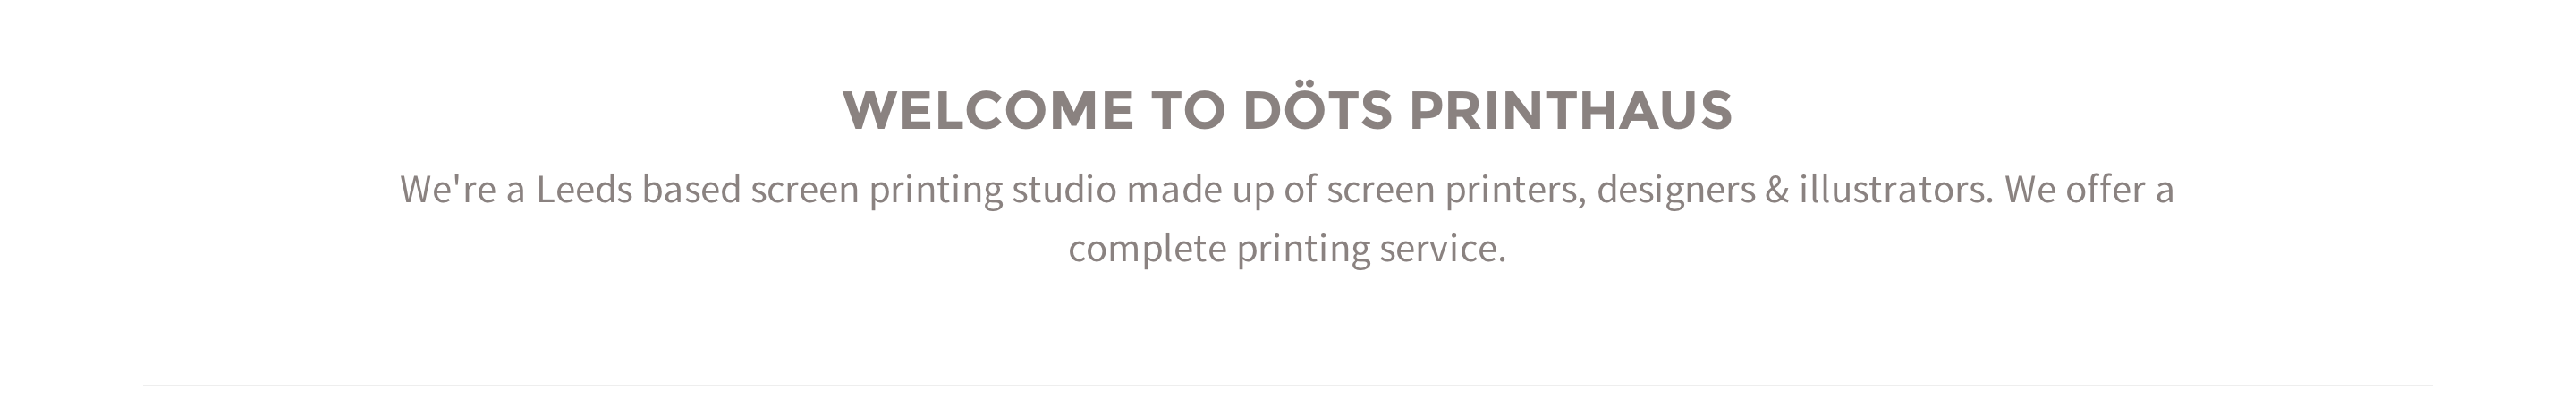 WELCOME TO DÖTS PRINTHAUS
We're a Leeds based screen printing studio made up of screen printers, designers & illustrators. We offer a
complete printing service.